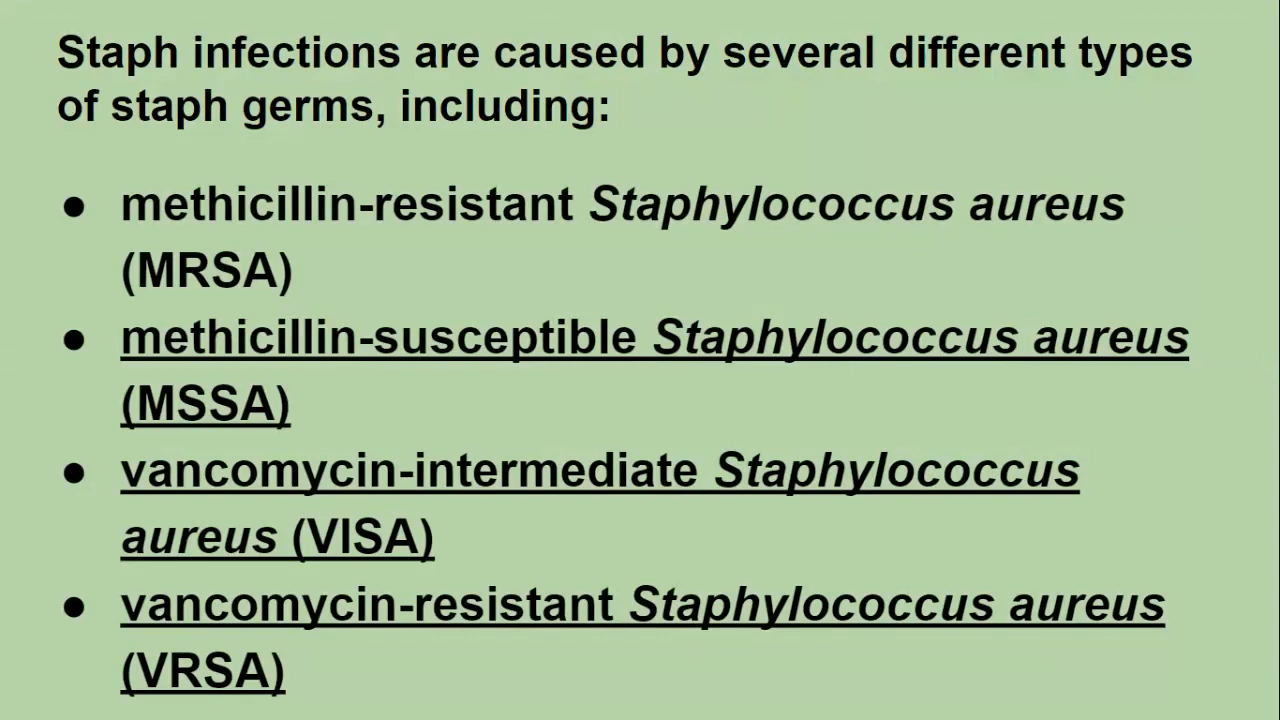 Staph infections are caused by several different types
of staph germs, including:
● methicillin-resistant Staphylococcus aureus
(MRSA)
● methicillin-susceptible Staphylococcus aureus
(MSSA)
● vancomycin-intermediate Staphylococcus
aureus (VISA)
● vancomycin-resistant Staphylococcus aureus
(VRSA)